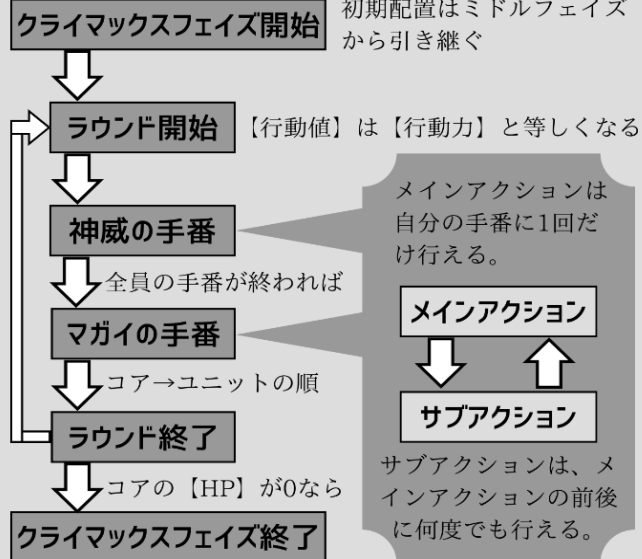 クライマックスフェイズ開始
初期配置はミドルフェイズ
から引き継ぐ
ラウンド開始
【行動値】は【行動力】と等しくなる
神威の手番
全員の手番が終われば
マガイの手番
コア→ユニットの順
ラウンド終了
コアの【HP】が0なら
クライマックスフェイズ終了
メインアクションは
自分の手番に1回だ
け行える。
メインアクション
サブアクション
サブアクションは、メ
インアクションの前後
に何度でも行える。